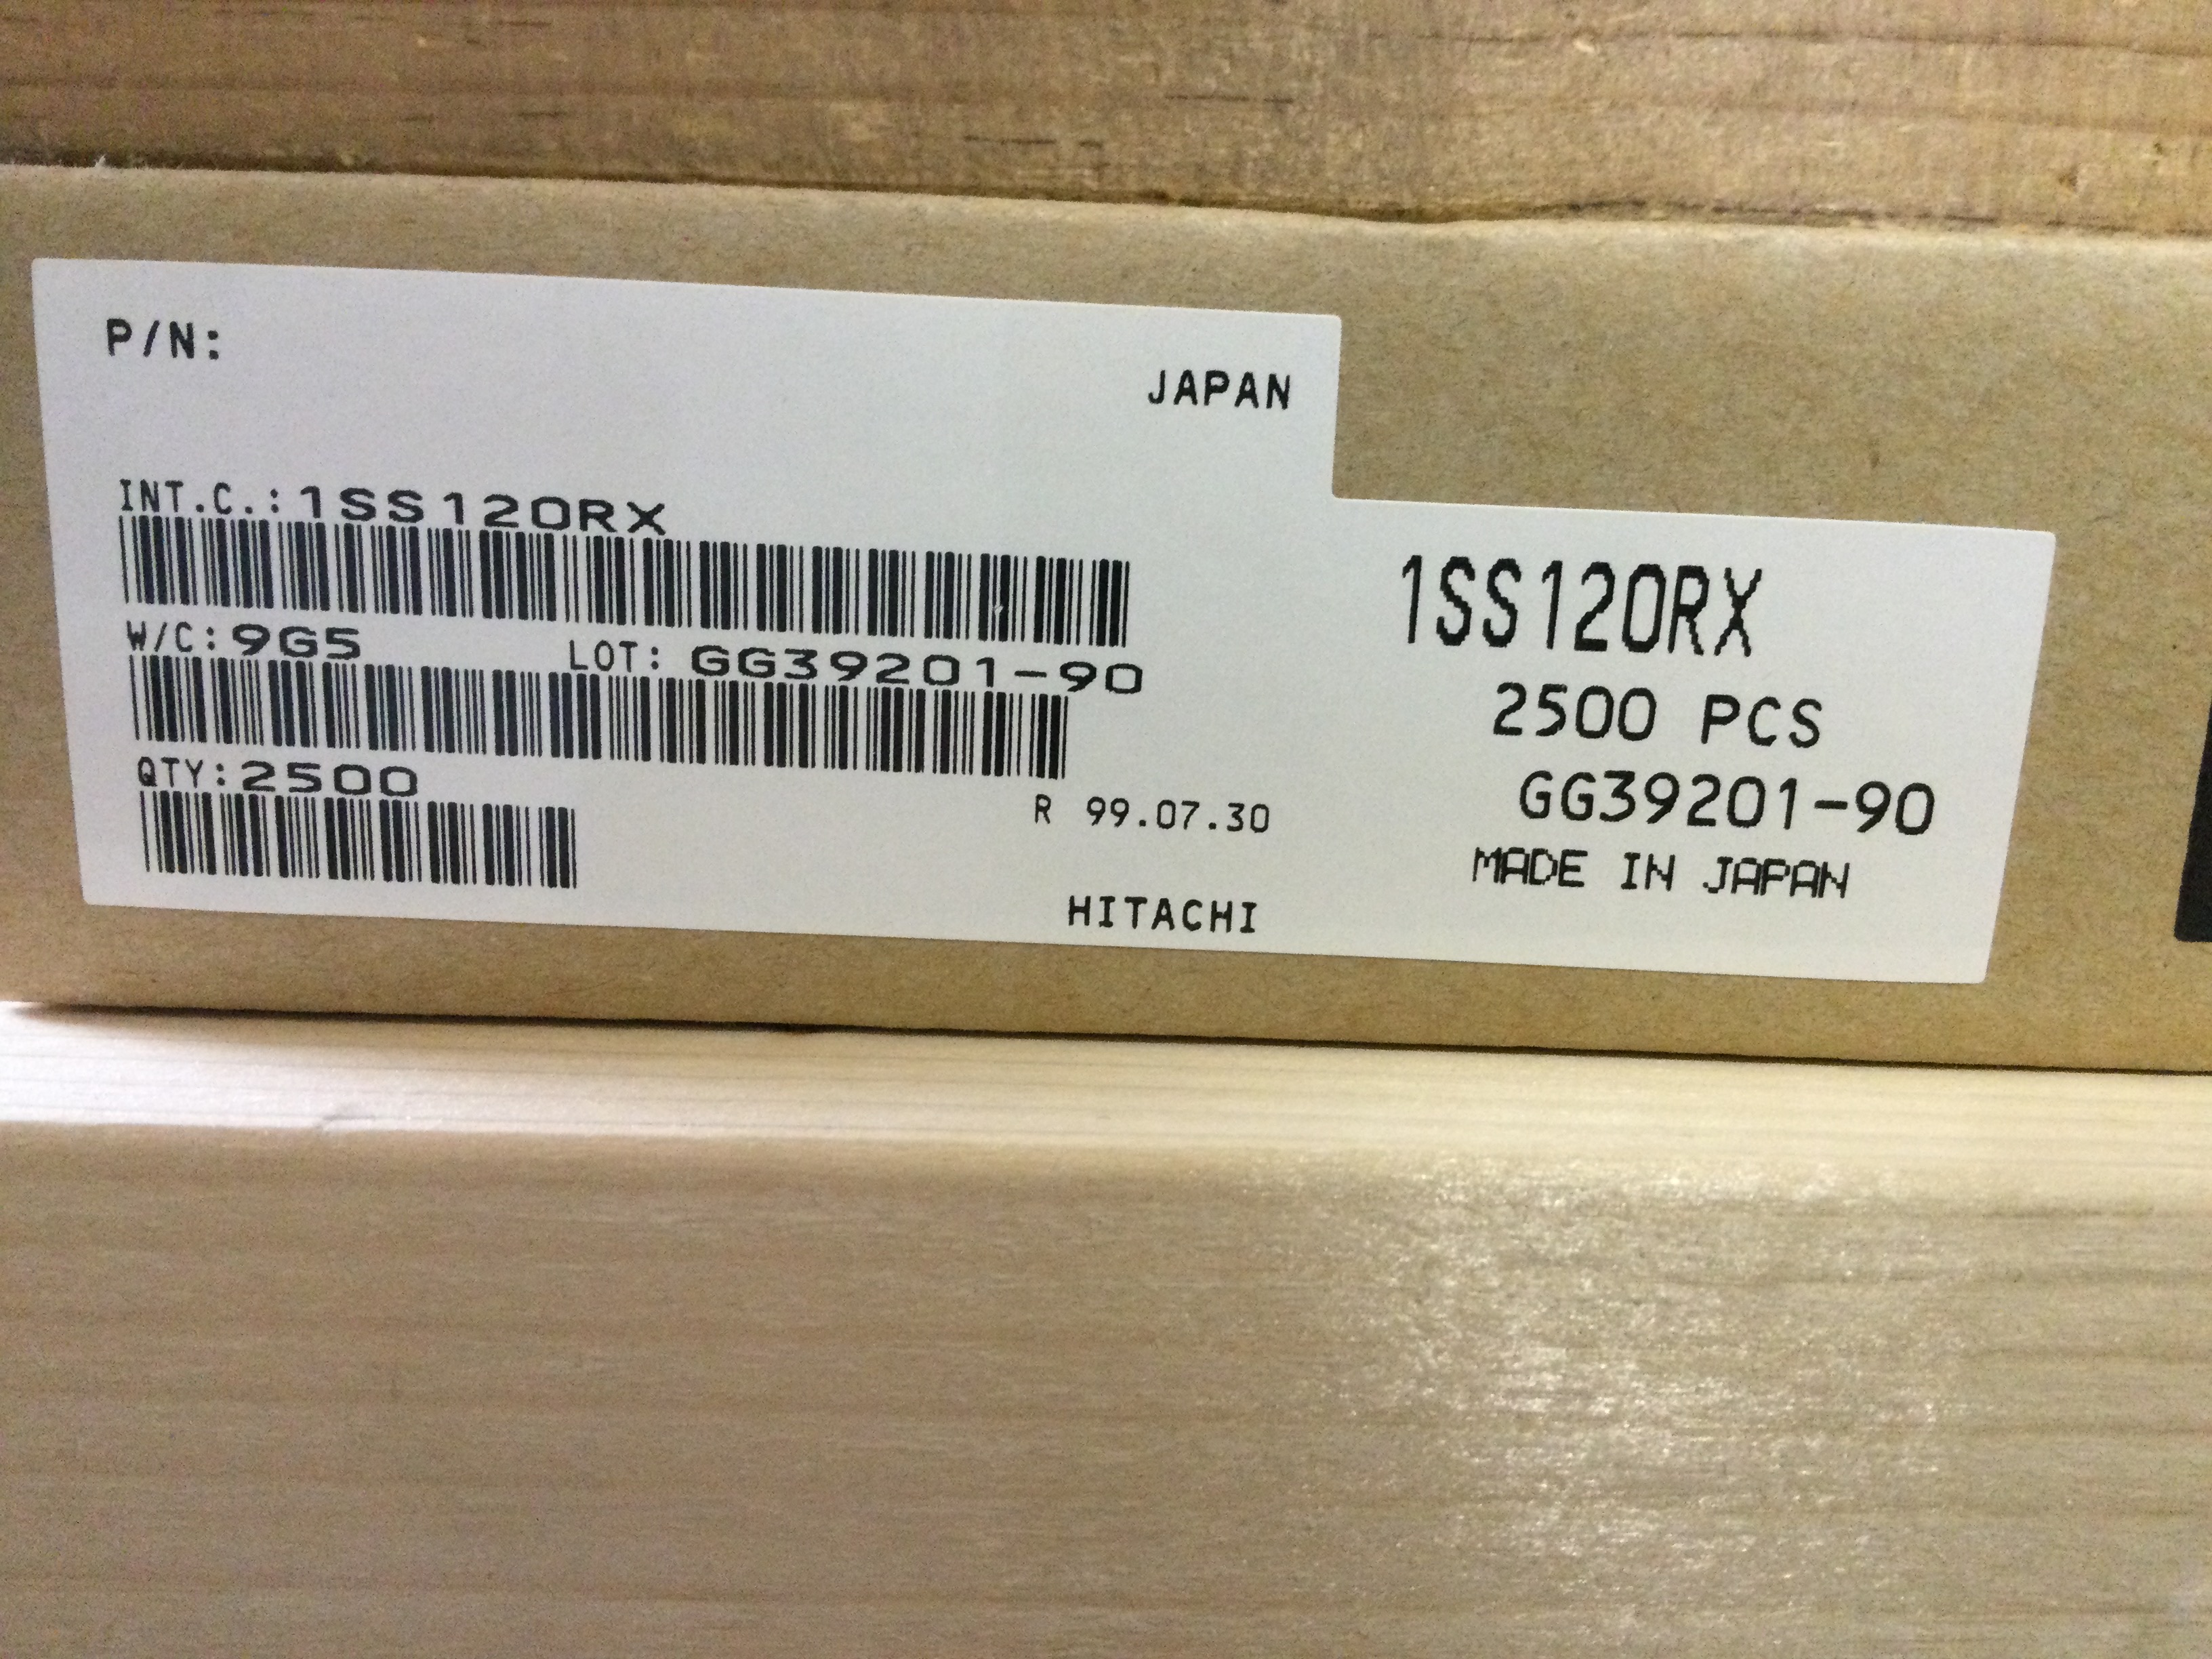 P/N:
JAPAN
INT.C.:1SS120RX
W/C:9G5 LOT: GG39201-90
QTY:2500
R 99.07.30
HITACHI
1SS120RX
2500 PCS
GG39201-90
MADE IN JAPAN